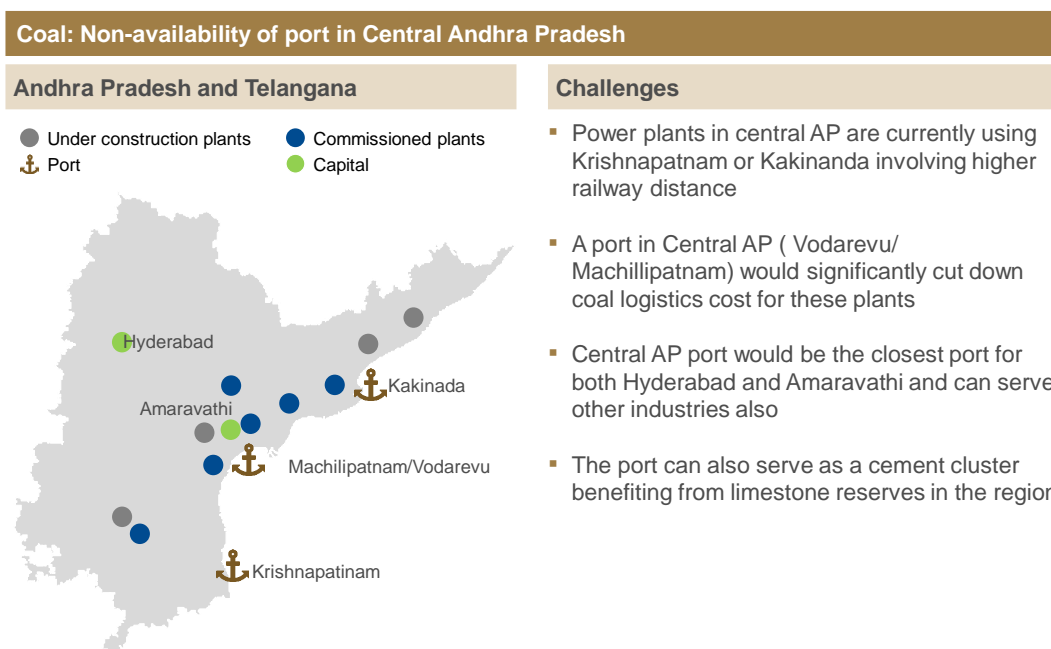 Coal: Non-availability of port in Central Andhra Pradesh
Andhra Pradesh and Telangana
Under construction plants
Commissioned plants
Port
Capital
Hyderabad
Kakinada
Amaravathi
Machilipatnam/Vodarevu
Krishnapatinam
Challenges
▪ Power plants in central AP are currently using
Krishnapatnam or Kakinanda involving higher
railway distance
▪ A port in Central AP ( Vodarevu/
Machillipatnam) would significantly cut down
coal logistics cost for these plants
▪ Central AP port would be the closest port for
both Hyderabad and Amaravathi and can serve
other industries also
▪ The port can also serve as a cement cluster
benefiting from limestone reserves in the region